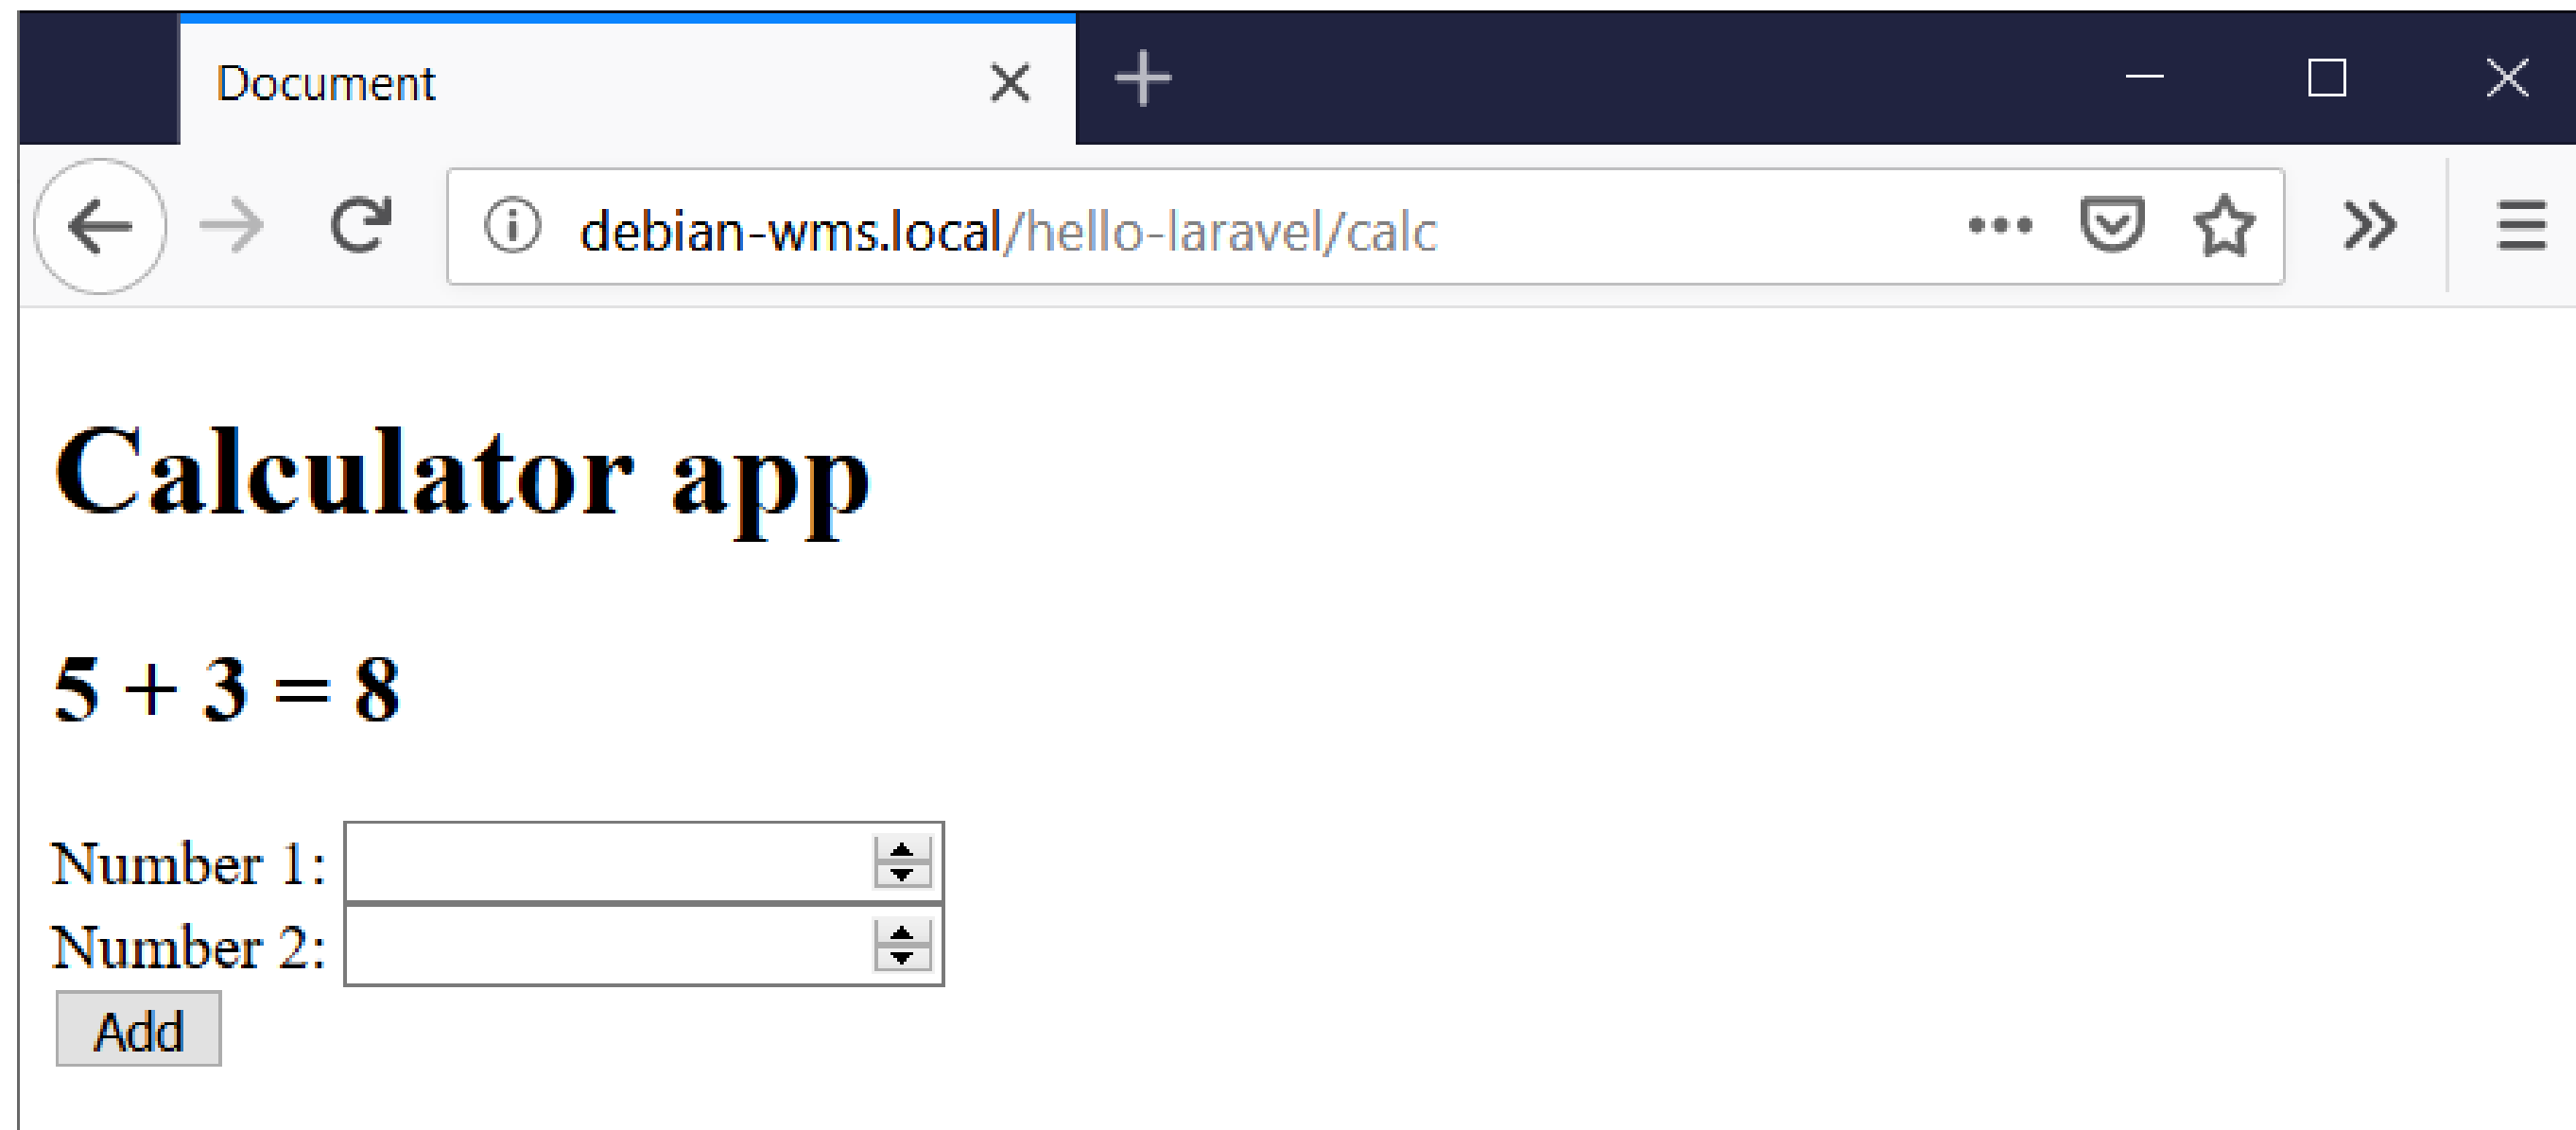 Document
debian-wms.local/hello-laravel/calc
Calculator app
5 + 3 = 8
Number 1:
Number 2:
Add